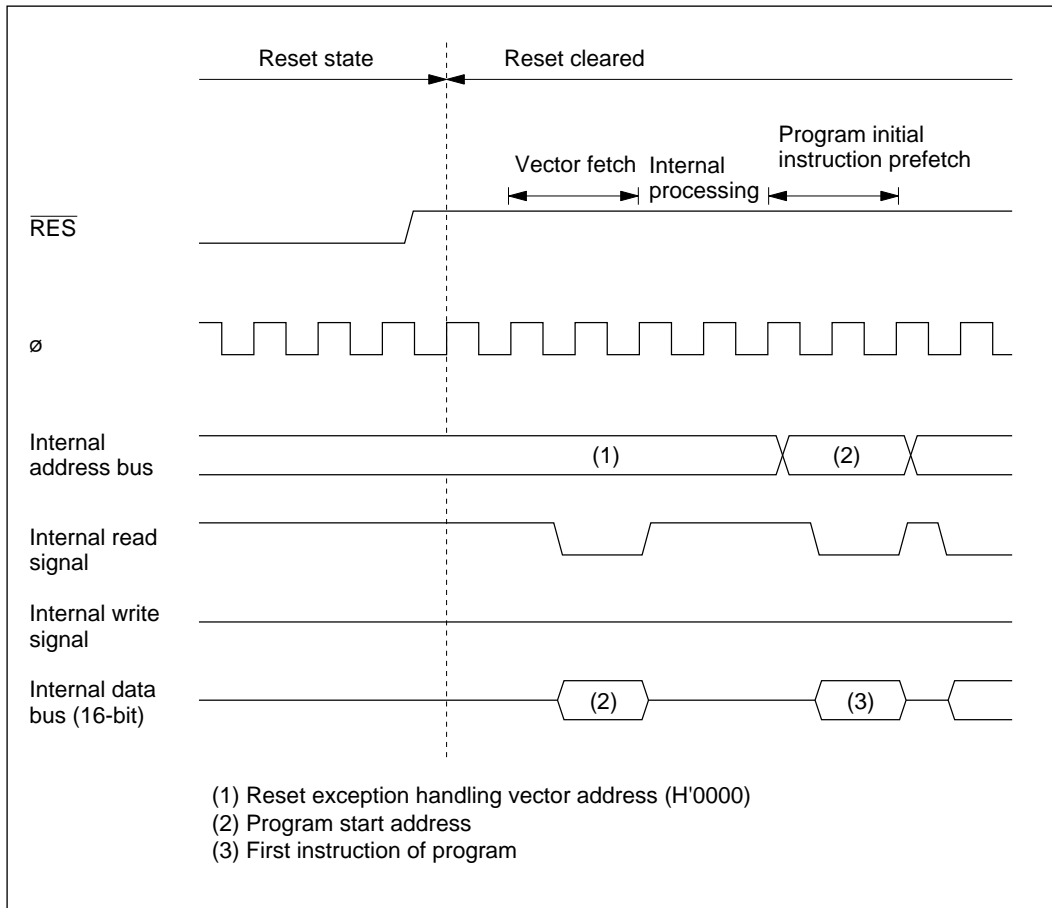 Reset state
Reset cleared
Vector fetch
Internal
processing
Program initial
instruction prefetch
RES
ø
Internal
address bus
(1)
(2)
Internal read
signal
Internal write
signal
Internal data
bus (16-bit)
(2)
(3)
(1) Reset exception handling vector address (H'0000)
(2) Program start address
(3) First instruction of program